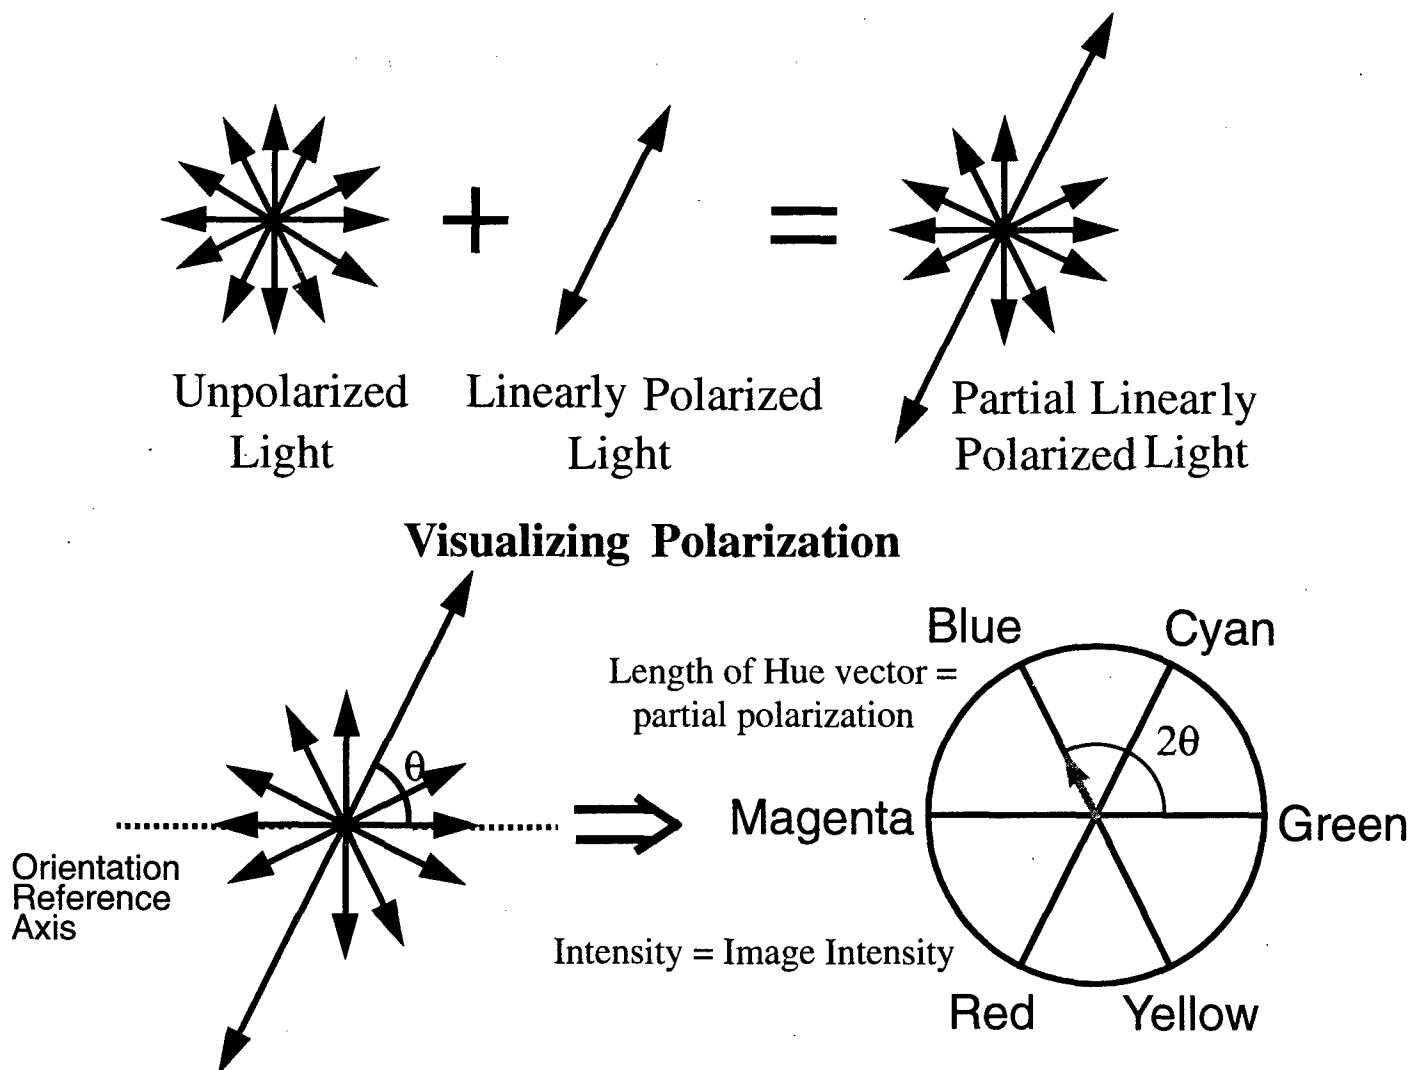 + =
Unpolarized
Light
Linearly Polarized
Light
Partial Linearly
Polarized Light
Visualizing Polarization
θ
Orientation
Reference
Axis
Length of Hue vector =
partial polarization
Intensity = Image Intensity
Blue
Cyan
2θ
Magenta
Green
Red
Yellow